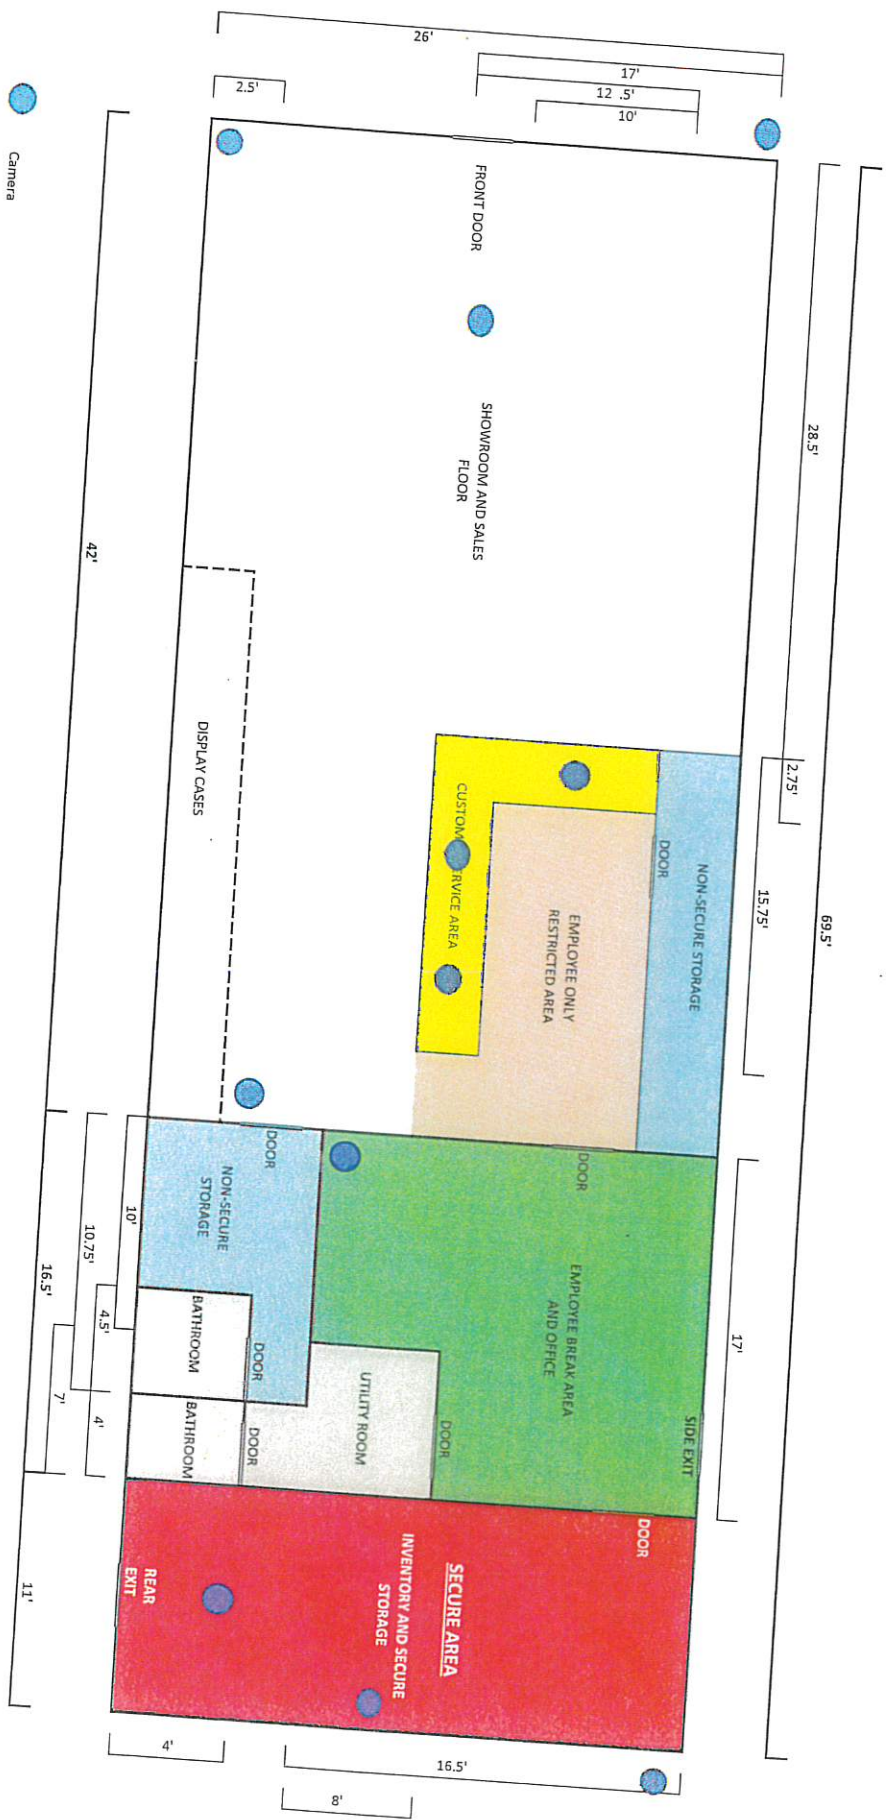 26'
17'
12 .5'
10'
2.5'
Camera
FRONT DOOR
SHOWROOM AND SALES
FLOOR
28.5'
69.5'
2.75'
15.75'
42'
DISPLAY CASES
CUSTOM
ERVICE AREA
EMPLOYEE ONLY
RESTRICTED AREA
DOOR
NON-SECURE STORAGE
DOOR
NON-SECURE
STORAGE
DOOR
EMPLOYEE BREAK AREA
AND OFFICE
17'
SIDE EXIT
10'
10.75'
16.5'
4.5'
7'
4'
BATHROOM
DOOR
BATHROOM
DOOR
UTILITY ROOM
DOOR
DOOR
SECURE AREA
INVENTORY AND SECURE
STORAGE
REAR
EXIT
11'
4'
16.5'
8'